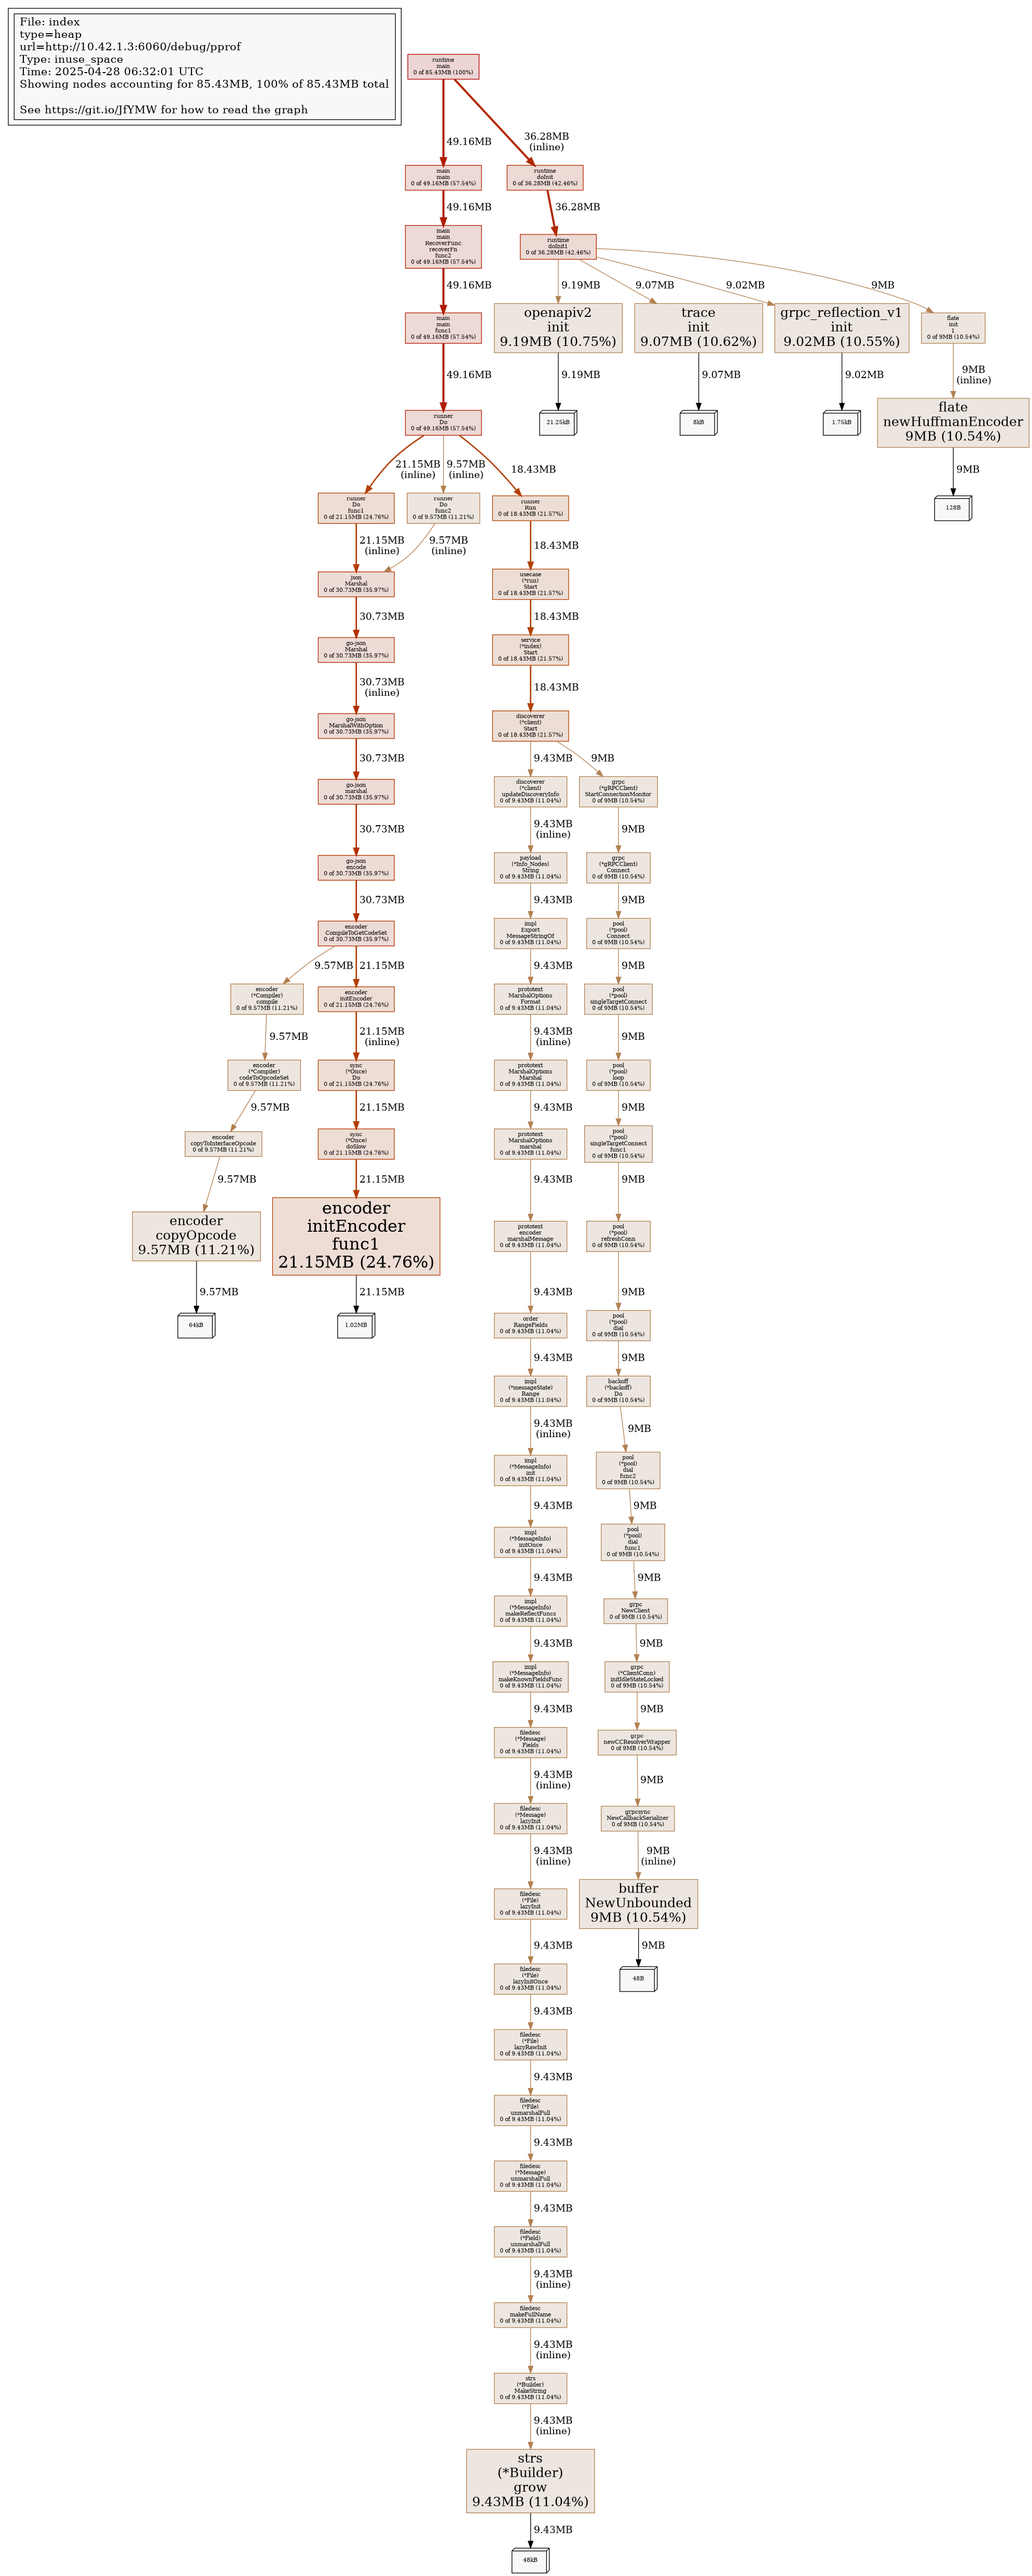 File: index
type=heap
url=http://10.42.1.3:6060/debug/pprof
Type: inuse_space
Time: 2025-04-28 06:32:01 UTC
Showing nodes accounting for 85.43MB, 100% of 85.43MB total
See https://git.io/JfYMW for how to read the graph
runtime
main
0 of 85.43MB (100%)
49.16MB
36.28MB
(inline)
main
main
0 of 49.16MB (57.54%)
runtime
doInit
0 of 36.28MB (42.46%)
49.16MB
36.28MB
main
main
RecoverFunc
recoverFn
func2
0 of 49.16MB (57.54%)
runtime
doInit1
0 of 36.28MB (42.46%)
49.16MB
9.19MB
9.07MB
9.02MB
9MB
main
main
func1
0 of 49.16MB (57.54%)
openapiv2
init
9.19MB (10.75%)
trace
init
9.07MB (10.62%)
grpc_reflection_v1
init
9.02MB (10.55%)
flate
init
1
0 of 9MB (10.54%)
49.16MB
9.19MB
9.07MB
9.02MB
9MB
(inline)
runner
Do
0 of 49.16MB (57.54%)
21.25kB
8kB
1.75kB
flate
newHuffmanEncoder
9MB (10.54%)
21.15MB
(inline)
9.57MB
(inline)
18.43MB
9MB
128B
runner
Do
func1
0 of 21.15MB (24.76%)
runner
Do
func2
0 of 9.57MB (11.21%)
runner
Run
0 of 18.43MB (21.57%)
21.15MB
(inline)
9.57MB
(inline)
18.43MB
json
Marshal
0 of 30.73MB (35.97%)
usecase
(*run)
Start
0 of 18.43MB (21.57%)
30.73MB
18.43MB
go-json
Marshal
0 of 30.73MB (35.97%)
service
(*index)
Start
0 of 18.43MB (21.57%)
30.73MB
(inline)
18.43MB
go-json
MarshalWithOption
0 of 30.73MB (35.97%)
discoverer
(*client)
Start
0 of 18.43MB (21.57%)
30.73MB
9.43MB
9MB
go-json
marshal
0 of 30.73MB (35.97%)
discoverer
(*client)
updateDiscoveryInfo
0 of 9.43MB (11.04%)
grpc
(*gRPCClient)
StartConnectionMonitor
0 of 9MB (10.54%)
30.73MB
9.43MB
(inline)
9MB
go-json
encode
0 of 30.73MB (35.97%)
payload
(*Info_Nodes)
String
0 of 9.43MB (11.04%)
grpc
(*gRPCClient)
Connect
0 of 9MB (10.54%)
30.73MB
9.43MB
9MB
encoder
CompileToGetCodeSet
0 of 30.73MB (35.97%)
impl
Export
MessageStringOf
0 of 9.43MB (11.04%)
pool
(*pool)
Connect
0 of 9MB (10.54%)
9.57MB
21.15MB
9.43MB
9MB
encoder
(*Compiler)
compile
0 of 9.57MB (11.21%)
encoder
initEncoder
0 of 21.15MB (24.76%)
prototext
MarshalOptions
Format
0 of 9.43MB (11.04%)
pool
(*pool)
singleTargetConnect
0 of 9MB (10.54%)
9.57MB
21.15MB
(inline)
9.43MB
(inline)
9MB
encoder
(*Compiler)
codeToOpcodeSet
0 of 9.57MB (11.21%)
sync
(*Once)
Do
0 of 21.15MB (24.76%)
prototext
MarshalOptions
Marshal
0 of 9.43MB (11.04%)
pool
(*pool)
loop
0 of 9MB (10.54%)
9.57MB
21.15MB
9.43MB
9MB
encoder
copyToInterfaceOpcode
0 of 9.57MB (11.21%)
sync
(*Once)
doSlow
0 of 21.15MB (24.76%)
prototext
MarshalOptions
marshal
0 of 9.43MB (11.04%)
pool
(*pool)
singleTargetConnect
func1
0 of 9MB (10.54%)
9.57MB
21.15MB
9.43MB
9MB
encoder
copyOpcode
9.57MB (11.21%)
encoder
initEncoder
func1
21.15MB (24.76%)
prototext
encoder
marshalMessage
0 of 9.43MB (11.04%)
pool
(*pool)
refreshConn
0 of 9MB (10.54%)
9.57MB
21.15MB
9.43MB
9MB
64kB
1.02MB
order
RangeFields
0 of 9.43MB (11.04%)
pool
(*pool)
dial
0 of 9MB (10.54%)
9.43MB
9MB
impl
(*messageState)
Range
0 of 9.43MB (11.04%)
backoff
(*backoff)
Do
0 of 9MB (10.54%)
9.43MB
(inline)
9MB
impl
(*MessageInfo)
init
0 of 9.43MB (11.04%)
pool
(*pool)
dial
func2
0 of 9MB (10.54%)
9.43MB
9MB
impl
(*MessageInfo)
initOnce
0 of 9.43MB (11.04%)
pool
(*pool)
dial
func1
0 of 9MB (10.54%)
9.43MB
9MB
impl
(*MessageInfo)
makeReflectFuncs
0 of 9.43MB (11.04%)
grpc
NewClient
0 of 9MB (10.54%)
9.43MB
9MB
impl
(*MessageInfo)
makeKnownFieldsFunc
0 of 9.43MB (11.04%)
grpc
(*ClientConn)
initIdleStateLocked
0 of 9MB (10.54%)
9.43MB
9MB
filedesc
(*Message)
Fields
0 of 9.43MB (11.04%)
grpc
newCCResolverWrapper
0 of 9MB (10.54%)
9.43MB
(inline)
9MB
filedesc
(*Message)
lazyInit
0 of 9.43MB (11.04%)
grpcsync
NewCallbackSerializer
0 of 9MB (10.54%)
9.43MB
(inline)
9MB
(inline)
filedesc
(*File)
lazyInit
0 of 9.43MB (11.04%)
buffer
NewUnbounded
9MB (10.54%)
9.43MB
9MB
filedesc
(*File)
lazyInitOnce
0 of 9.43MB (11.04%)
48B
9.43MB
filedesc
(*File)
lazyRawInit
0 of 9.43MB (11.04%)
9.43MB
filedesc
(*File)
unmarshalFull
0 of 9.43MB (11.04%)
9.43MB
filedesc
(*Message)
unmarshalFull
0 of 9.43MB (11.04%)
9.43MB
filedesc
(*Field)
unmarshalFull
0 of 9.43MB (11.04%)
9.43MB
(inline)
filedesc
makeFullName
0 of 9.43MB (11.04%)
9.43MB
(inline)
strs
(*Builder)
MakeString
0 of 9.43MB (11.04%)
9.43MB
(inline)
strs
(*Builder)
grow
9.43MB (11.04%)
9.43MB
48kB